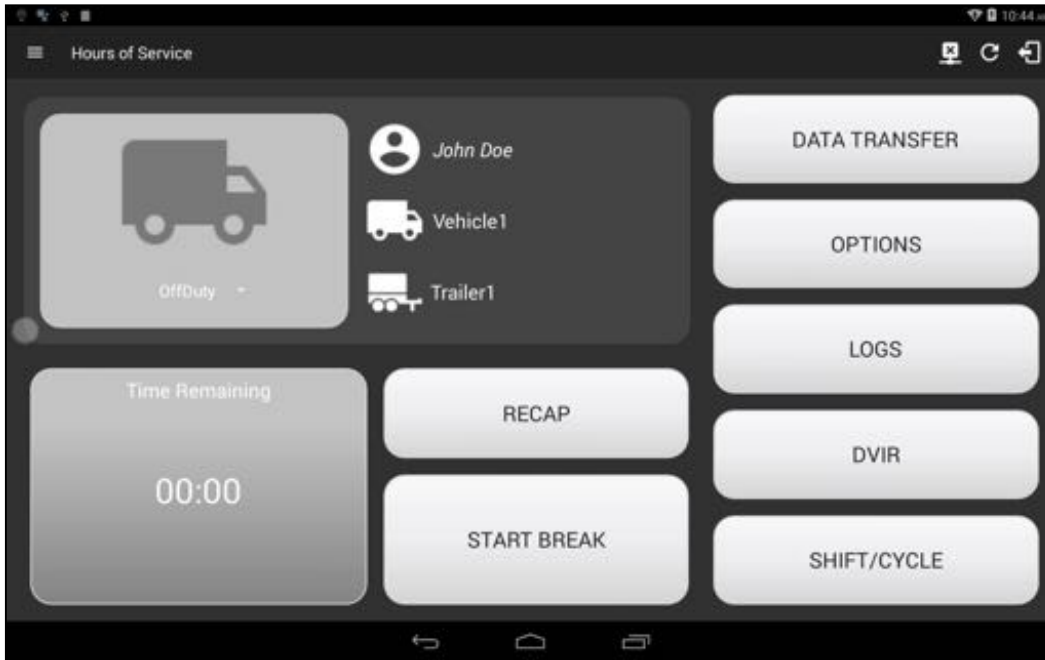 10:44
Hours of Service
John Doe
Vehicle1
OffDuty
Trailer1
Time Remaining
00:00
RECAP
START BREAK
DATA TRANSFER
OPTIONS
LOGS
DVIR
SHIFT/CYCLE